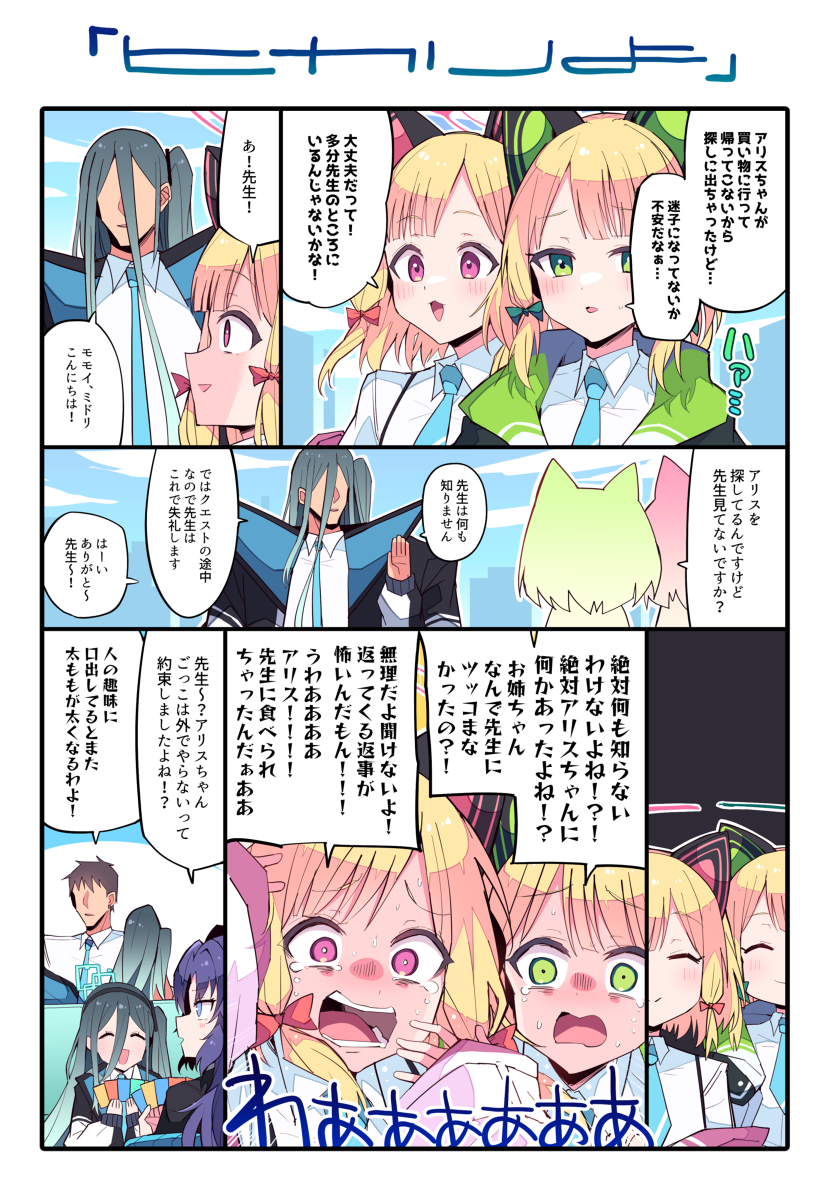 「ヒカリよ」
アリスちゃんが
買い物に行って
帰ってこないから
探しに出ちゃったけど…
迷子になってないか
不安だなぁ…
ハァ…
大丈夫だって!
多分先生のところに
いるんじゃないかな!
あ!先生!
モモイ、ミドリ
こんにちは!
アリスを
探してるんですけど
先生見てないですか?
先生は何も
知りません
ではクエストの途中
なので先生は
これで失礼します
はーい
ありがと〜
先生〜!
絶対何も知らない
わけないよね!?!
絶対アリスちゃんに
何かあったよね!?
お姉ちゃん
なんで先生に
ツッコまな
かったの?!
無理だよ聞けないよ!
返ってくる返事が
怖いんだもん!!!
うわああああ
アリス!!!!
先生に食べられ
ちゃったんだぁああ
わあああああああ
先生〜?アリスちゃん
ごっこは外でやらないって
約束しましたよね!?
人の趣味に
口出してるとまた
太ももが太くなるわよ!